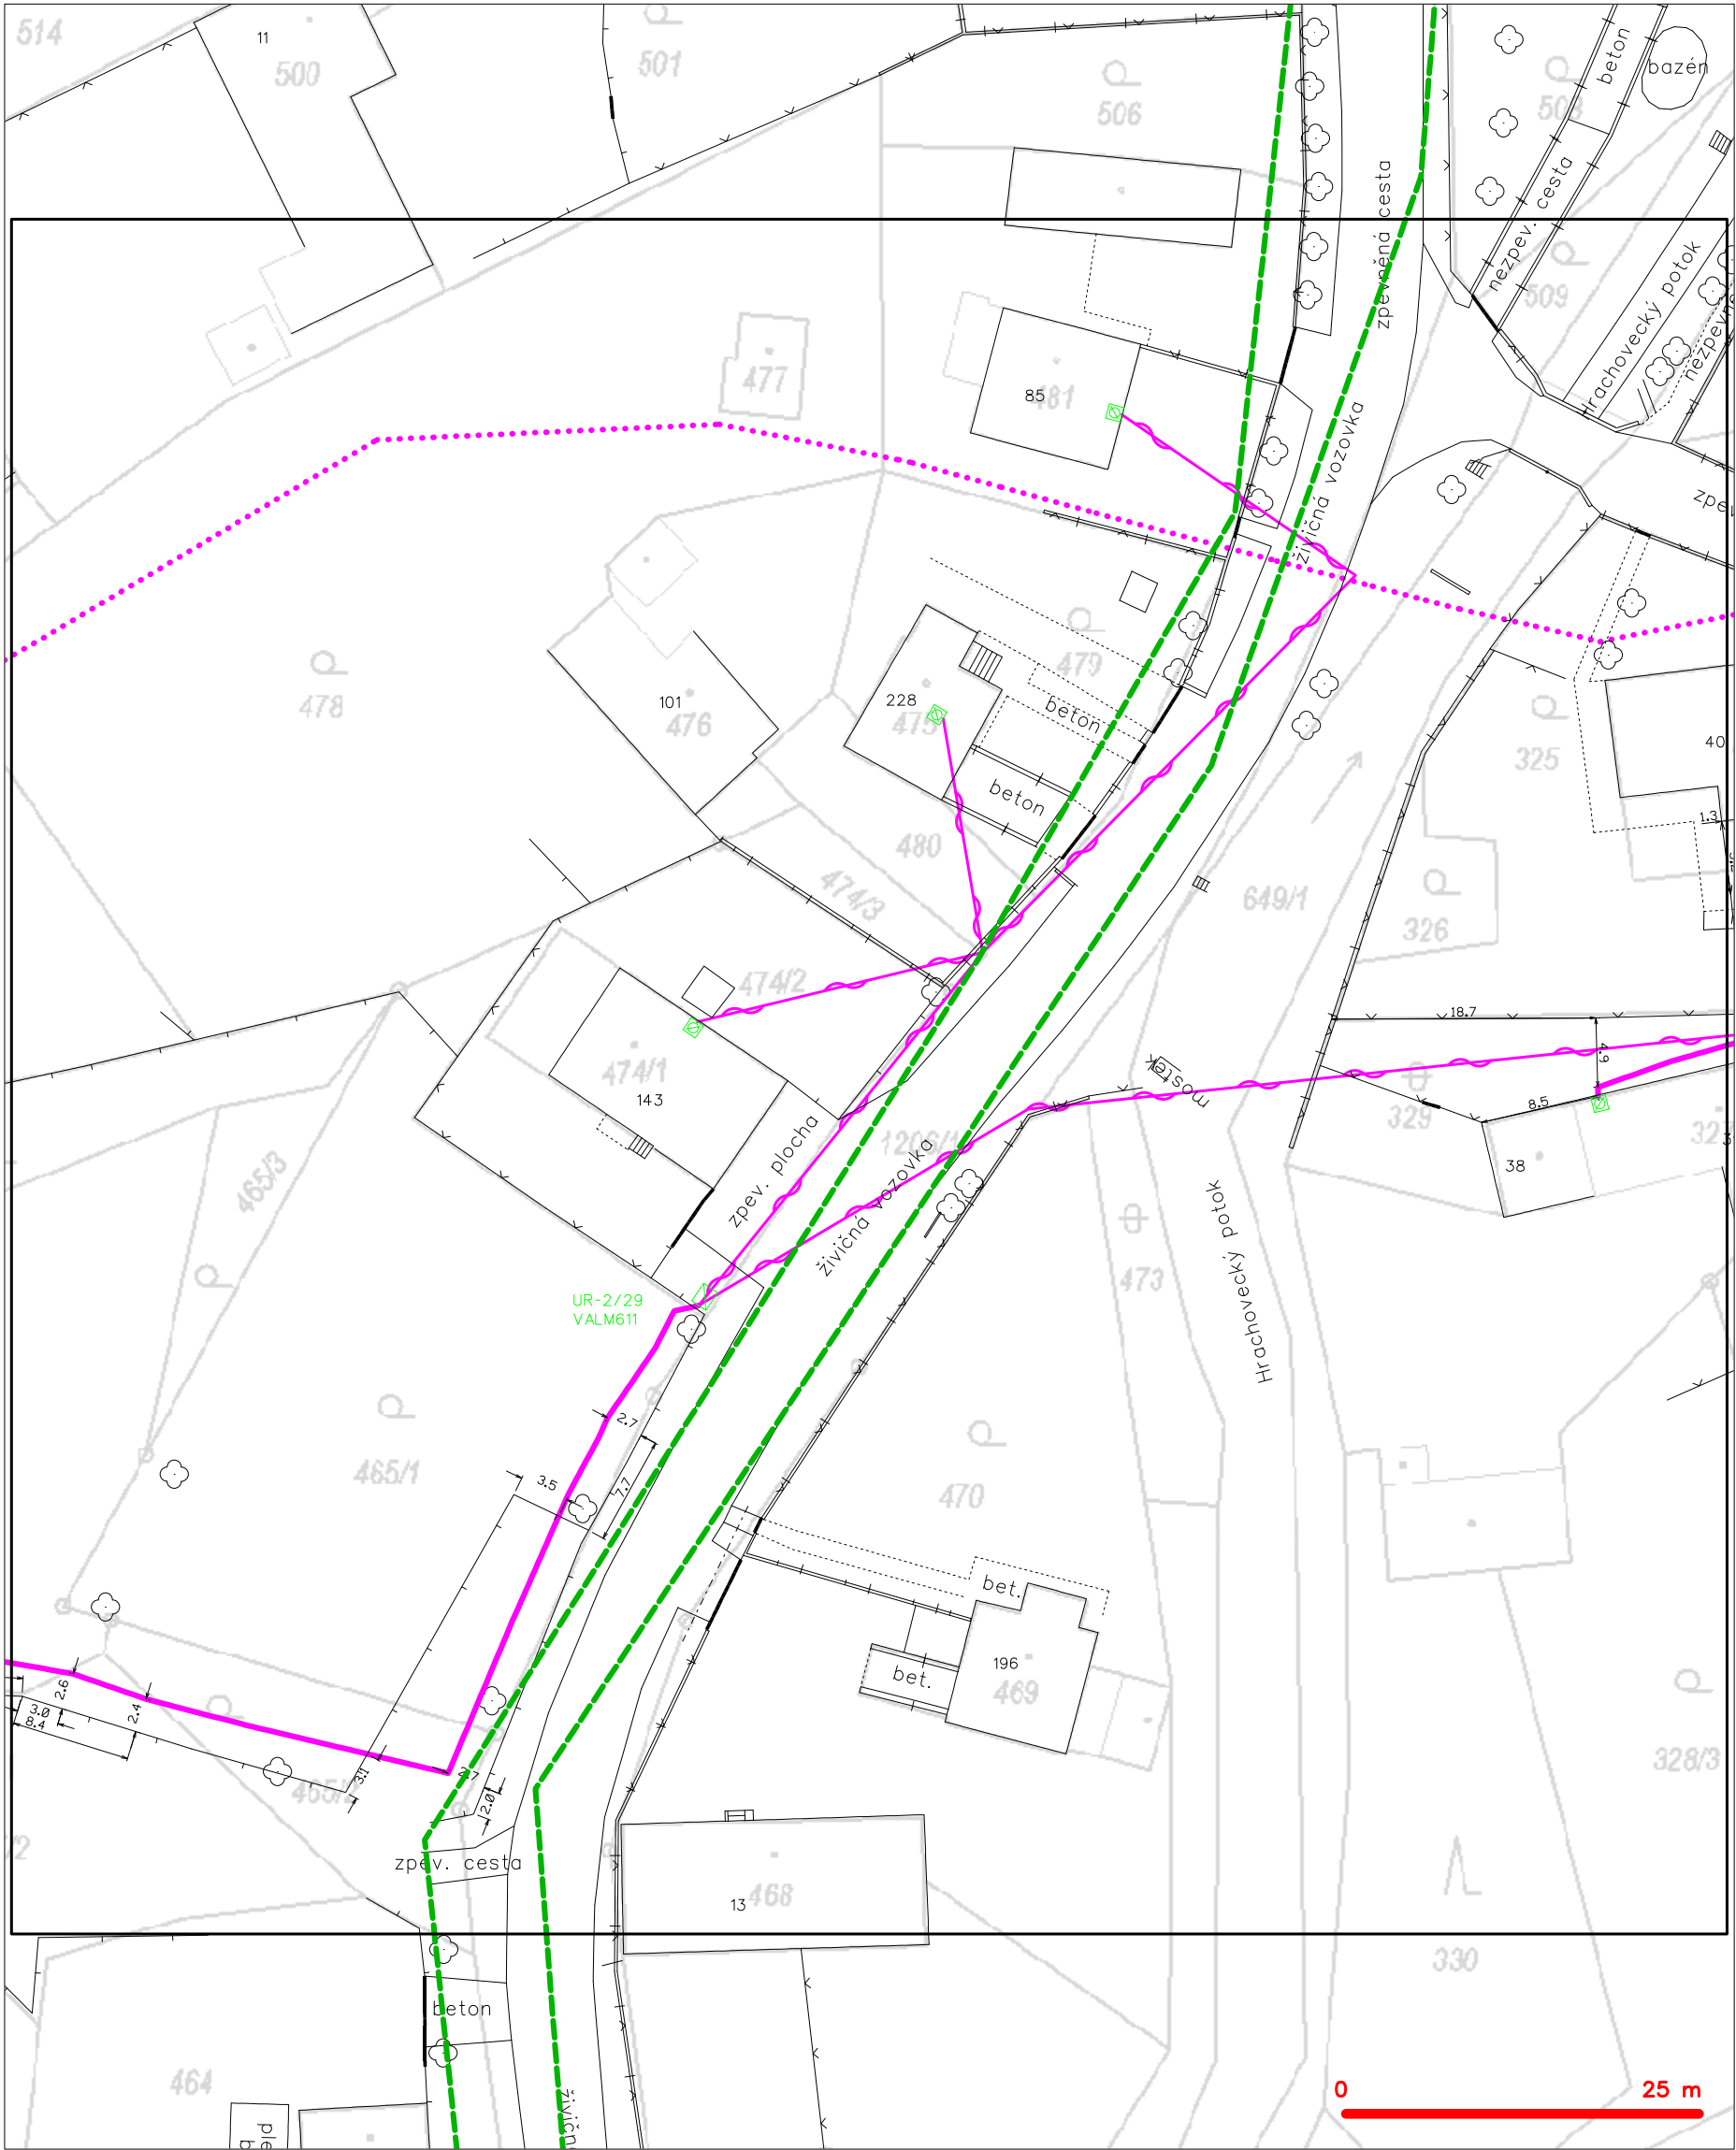 514
11
500
501
506
508
beton
bazén
zpevněná cesta
nezpev. cesta
509
Hrachovecký potok
477
85
481
živičná vozovka
479
478
101
476
228
475
beton
beton
480
474/3
325
40
1.3
326
649/1
474/2
18.7
4.9
mostek
474/1
143
329
8.5
38
zpev. plocha
živičná vozovka
465/3
473
Hrachovecký potok
UR-2/29
VALM611
2.7
465/1
3.5
7.7
470
bet.
bet.
196
469
2.6
3.0
8.4
2.4
3.1
2.7
2.0
328/3
zpev. cesta
13
468
330
beton
464
0 25 m